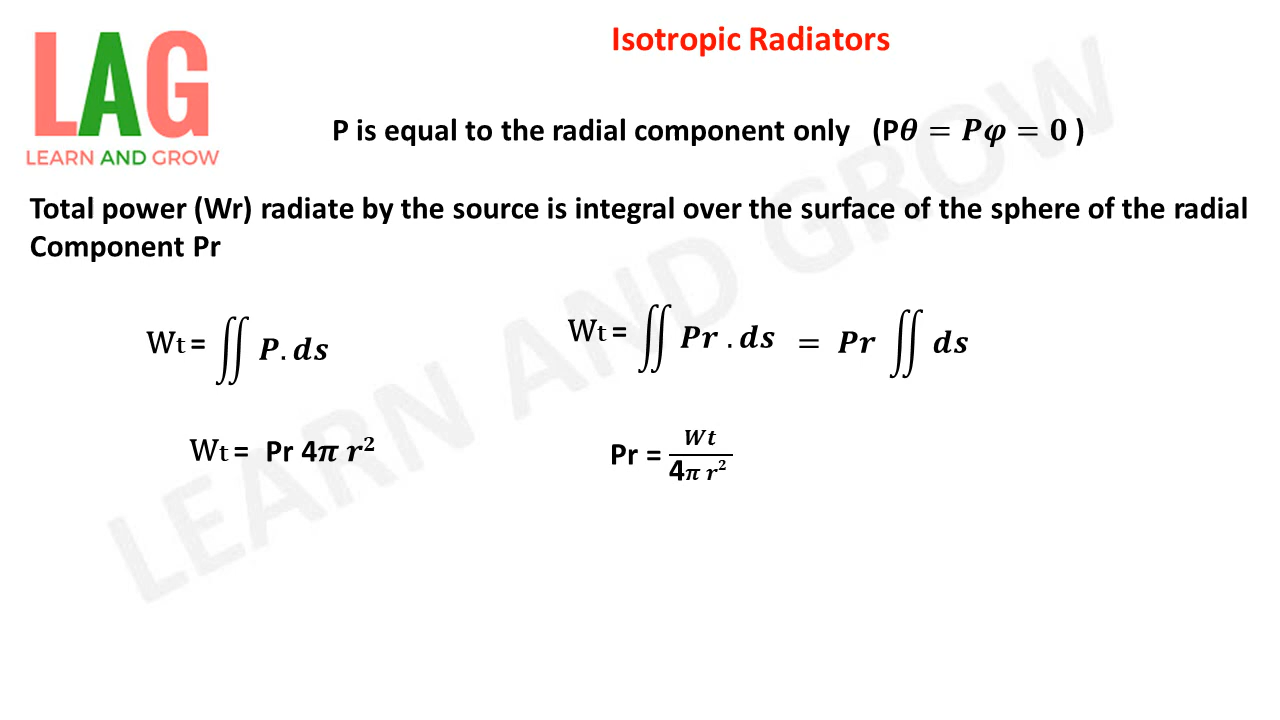 LAG
LEARN AND GROW
Isotropic Radiators
P is equal to the radial component only (P𝜽 = 𝑷𝝋 = 𝟎 )
Total power (Wr) radiate by the source is integral over the surface of the sphere of the radial
Component Pr
Wt = ∬ 𝑷. 𝒅𝒔
Wt = ∬ 𝑷𝒓 . 𝒅𝒔 = 𝑷𝒓 ∬ 𝒅𝒔
Wt = Pr 4𝝅 𝒓²
Pr = 𝑾𝒕 / 4𝝅 𝒓²
LEARN AND GROW